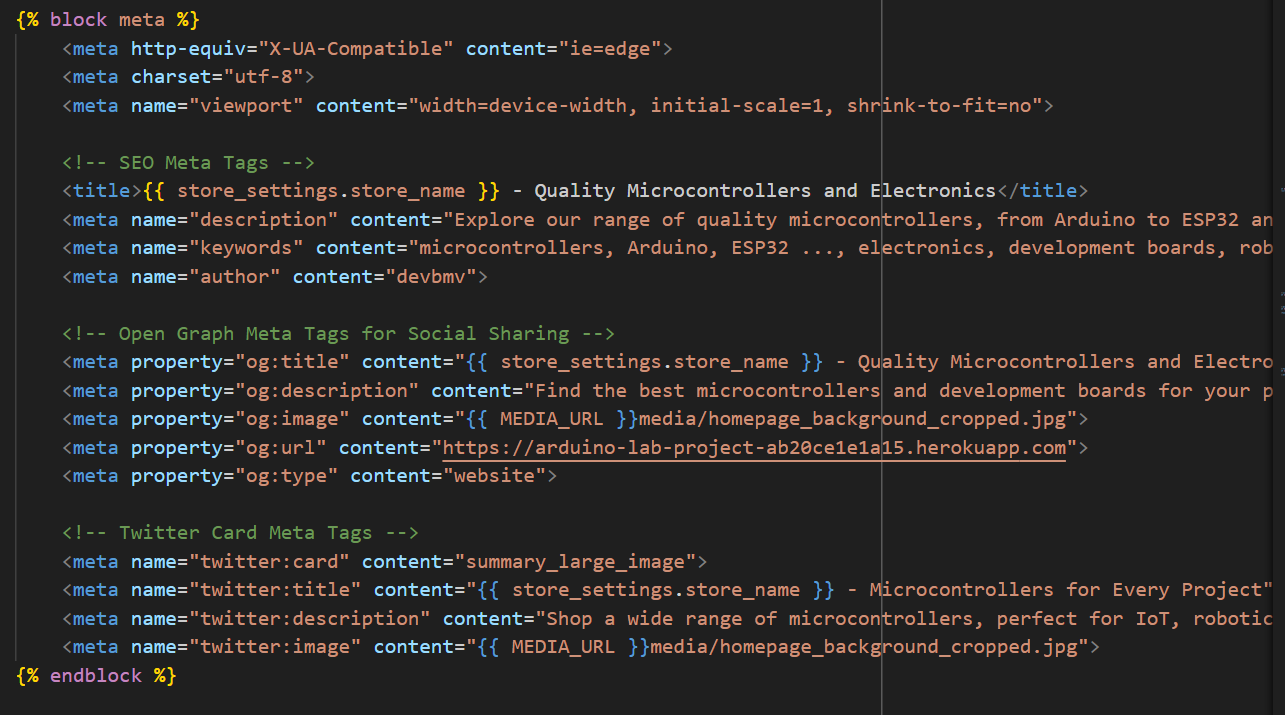 {% block meta %}
<meta http-equiv="X-UA-Compatible" content="ie=edge">
<meta charset="utf-8">
<meta name="viewport" content="width=device-width, initial-scale=1, shrink-to-fit=no">
<!-- SEO Meta Tags -->
<title>{{ store_settings.store_name }} - Quality Microcontrollers and Electronics</title>
<meta name="description" content="Explore our range of quality microcontrollers, from Arduino to ESP32 an
<meta name="keywords" content="microcontrollers, Arduino, ESP32 ..., electronics, development boards, rob
<meta name="author" content="devbmv">
<!-- Open Graph Meta Tags for Social Sharing -->
<meta property="og:title" content="{{ store_settings.store_name }} - Quality Microcontrollers and Electro
<meta property="og:description" content="Find the best microcontrollers and development boards for your p
<meta property="og:image" content="{{ MEDIA_URL }}media/homepage_background_cropped.jpg">
<meta property="og:url" content="https://arduino-lab-project-ab20ce1e1a15.herokuapp.com">
<meta property="og:type" content="website">
<!-- Twitter Card Meta Tags -->
<meta name="twitter:card" content="summary_large_image">
<meta name="twitter:title" content="{{ store_settings.store_name }} - Microcontrollers for Every Project"
<meta name="twitter:description" content="Shop a wide range of microcontrollers, perfect for IoT, robotic
<meta name="twitter:image" content="{{ MEDIA_URL }}media/homepage_background_cropped.jpg">
{% endblock %}